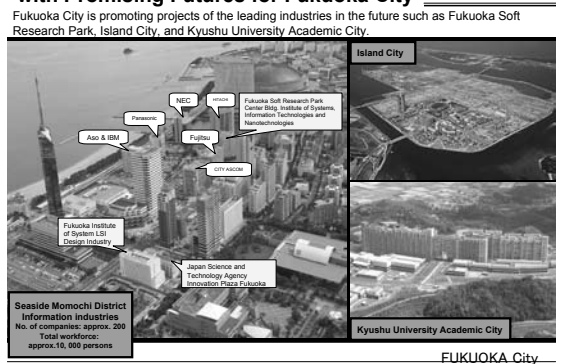 with Promising Futures for Fukuoka City
Fukuoka City is promoting projects of the leading industries in the future such as Fukuoka Soft
Research Park, Island City, and Kyushu University Academic City.
Island City
NEC
HITACHI
Fukuoka Soft Research Park
Center Bldg. Institute of Systems,
Information Technologies and
Nanotechnologies
Panasonic
Aso & IBM
Fujitsu
CITY ASCOM
Fukuoka Institute
of System LSI
Design Industry
Japan Science and
Technology Agency
Innovation Plaza Fukuoka
Seaside Momochi District
Information industries
No. of companies: approx. 200
Total workforce:
approx.10, 000 persons
Kyushu University Academic City
FUKUOKA City